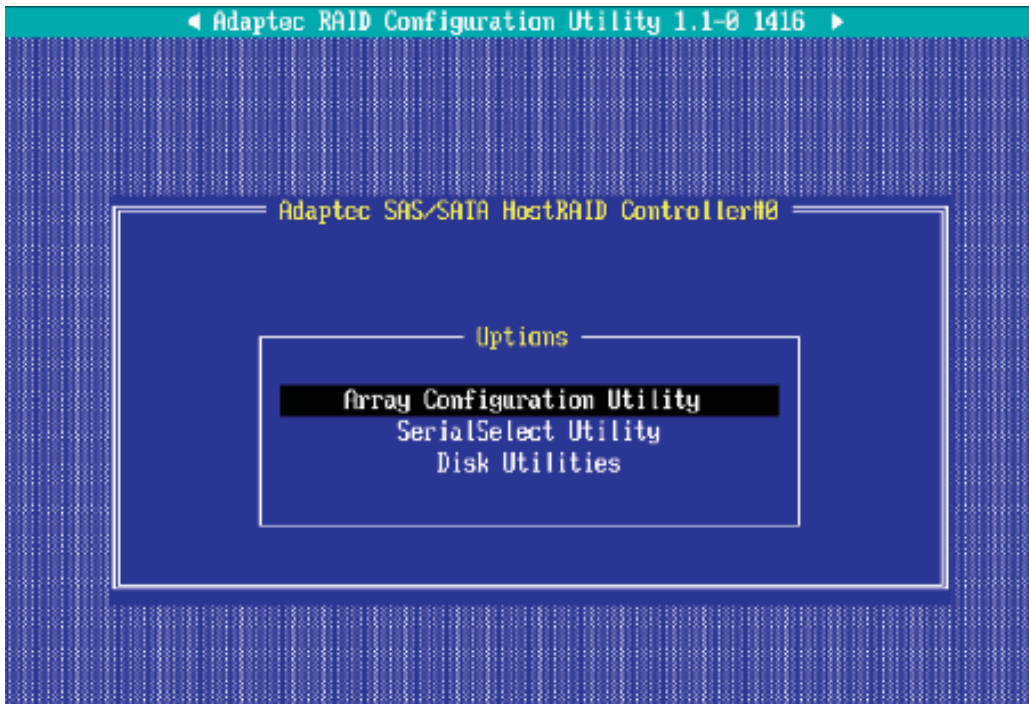 ◄ Adaptec RAID Configuration Utility 1.1-0 1416 ►
Adaptec SAS/SATA HostRAID Controller#0
Options
Array Configuration Utility
SerialSelect Utility
Disk Utilities